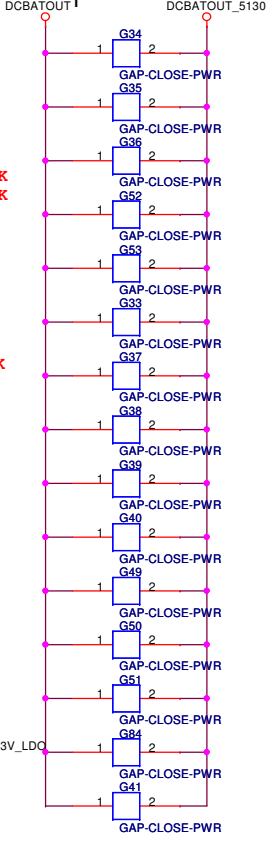 DCBATOUT DCBATOUT_5130
G34
1 2
GAP-CLOSE-PWR
G35
1 2
GAP-CLOSE-PWR
G36
1 2
GAP-CLOSE-PWR
K
K
G52
1 2
GAP-CLOSE-PWR
G53
1 2
GAP-CLOSE-PWR
G33
1 2
GAP-CLOSE-PWR
K
G37
1 2
GAP-CLOSE-PWR
G38
1 2
GAP-CLOSE-PWR
G39
1 2
GAP-CLOSE-PWR
G40
1 2
GAP-CLOSE-PWR
G49
1 2
GAP-CLOSE-PWR
G50
1 2
GAP-CLOSE-PWR
G51
1 2
GAP-CLOSE-PWR
3V_LDO
G84
1 2
GAP-CLOSE-PWR
G41
1 2
GAP-CLOSE-PWR